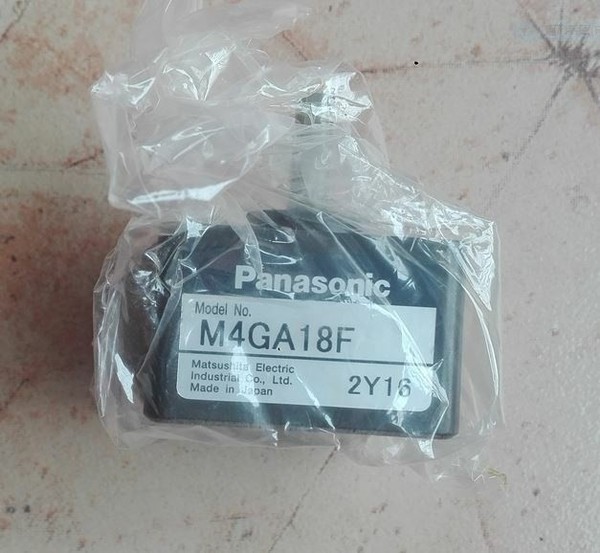 Panasonic
Model No.
M4GA18F
Matsushita Electric
Industrial Co., Ltd.
Made in Japan
2Y16